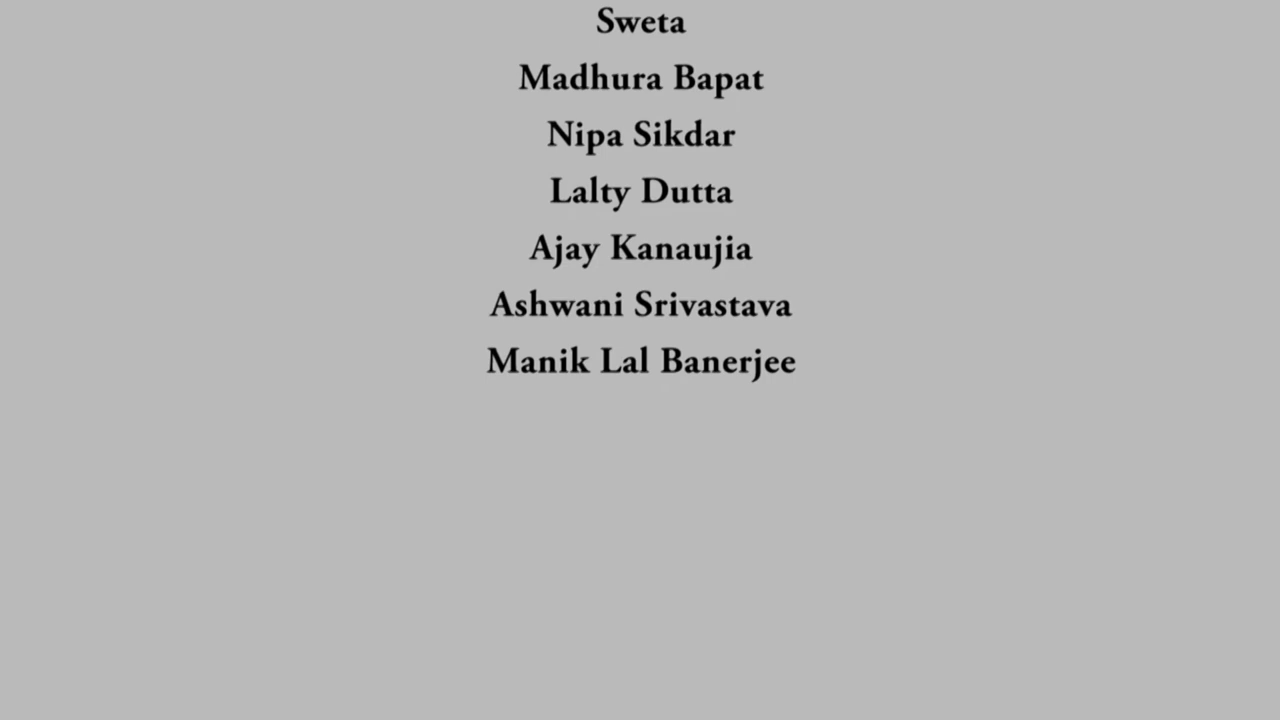 Sweta
Madhura Bapat
Nipa Sikdar
Lalty Dutta
Ajay Kanaujia
Ashwani Srivastava
Manik Lal Banerjee